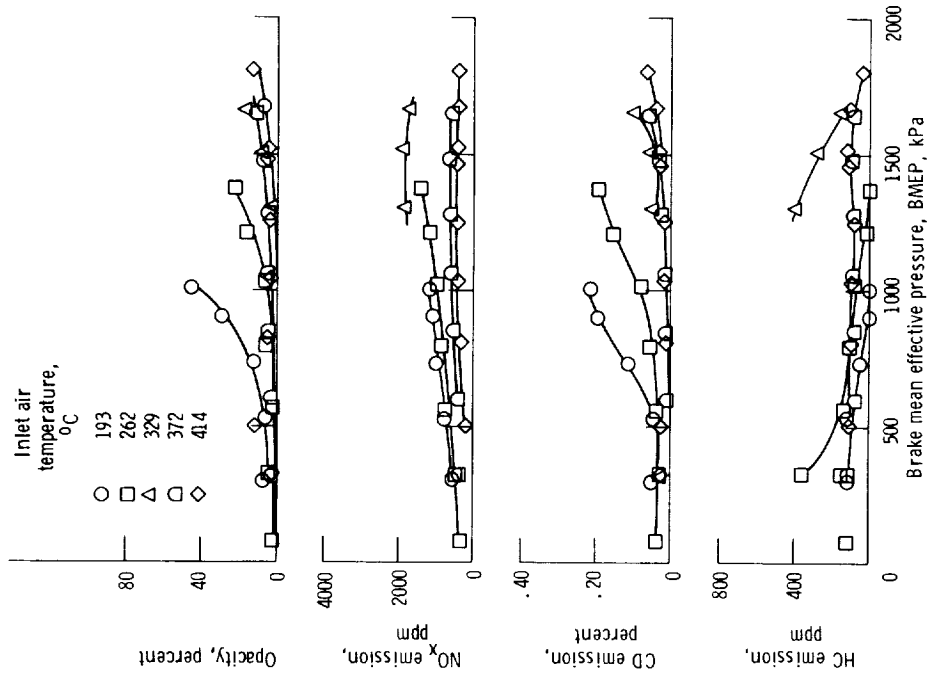 Inlet air
temperature,
°C
193
262
329
372
414
Opacity, percent
80
40
0
NOx emission,
ppm
4000
2000
0
CD emission,
percent
.40
.20
0
HC emission,
ppm
400
0
0
500
1000
1500
2000
Brake mean effective pressure, BMEP, kPa